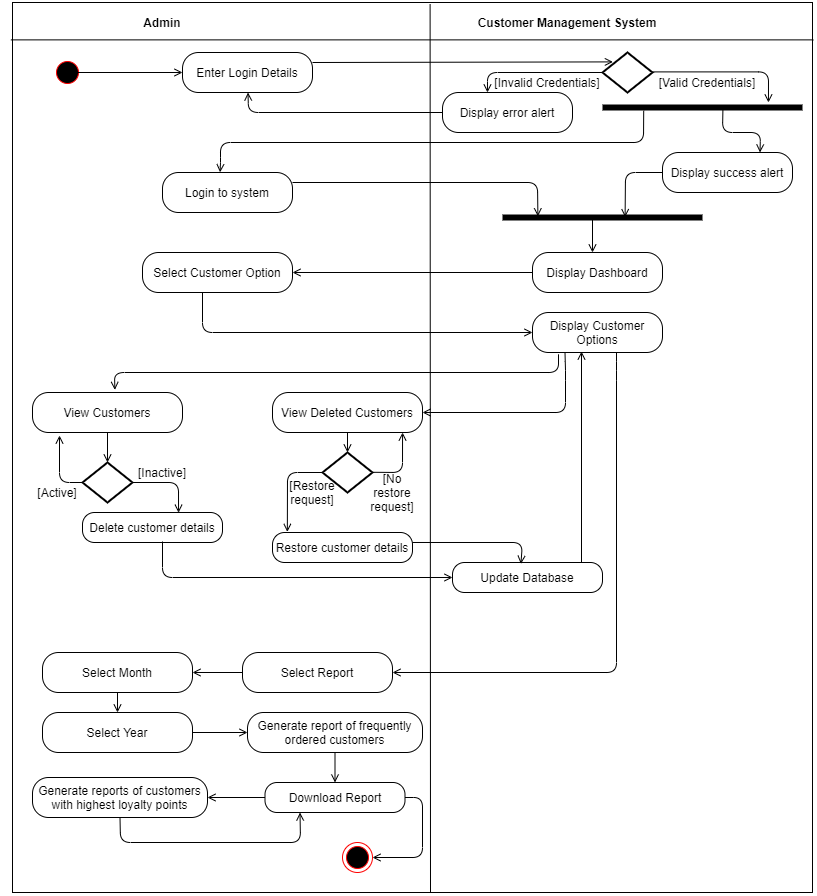 Admin
Customer Management System
Enter Login Details
[Invalid Credentials]
[Valid Credentials]
Display error alert
Login to system
Display success alert
Select Customer Option
Display Dashboard
Display Customer
Options
View Customers
View Deleted Customers
[Active]
[Inactive]
[Restore
request]
[No
restore
request]
Delete customer details
Restore customer details
Update Database
Select Month
Select Report
Select Year
Generate report of frequently
ordered customers
Generate reports of customers
with highest loyalty points
Download Report